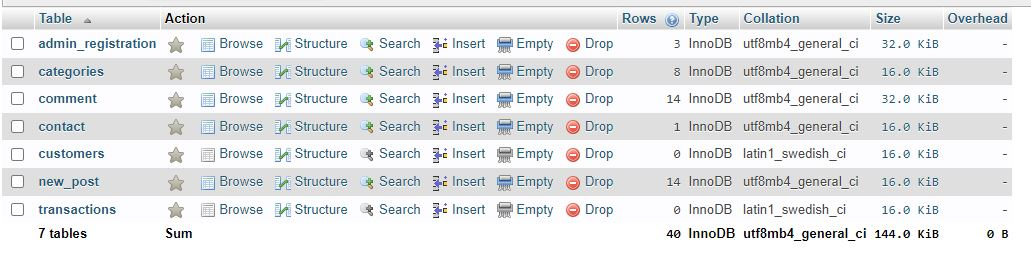 Table Action Rows Type Collation Size Overhead
admin_registration Browse Structure Search Insert Empty Drop 3 InnoDB utf8mb4_general_ci 32.0 KiB -
categories Browse Structure Search Insert Empty Drop 8 InnoDB utf8mb4_general_ci 16.0 KiB -
comment Browse Structure Search Insert Empty Drop 14 InnoDB utf8mb4_general_ci 32.0 KiB -
contact Browse Structure Search Insert Empty Drop 1 InnoDB utf8mb4_general_ci 16.0 KiB -
customers Browse Structure Search Insert Empty Drop 0 InnoDB latin1_swedish_ci 16.0 KiB -
new_post Browse Structure Search Insert Empty Drop 14 InnoDB utf8mb4_general_ci 16.0 KiB -
transactions Browse Structure Search Insert Empty Drop 0 InnoDB latin1_swedish_ci 16.0 KiB -
7 tables Sum 40 InnoDB utf8mb4_general_ci 144.0 KiB 0 B